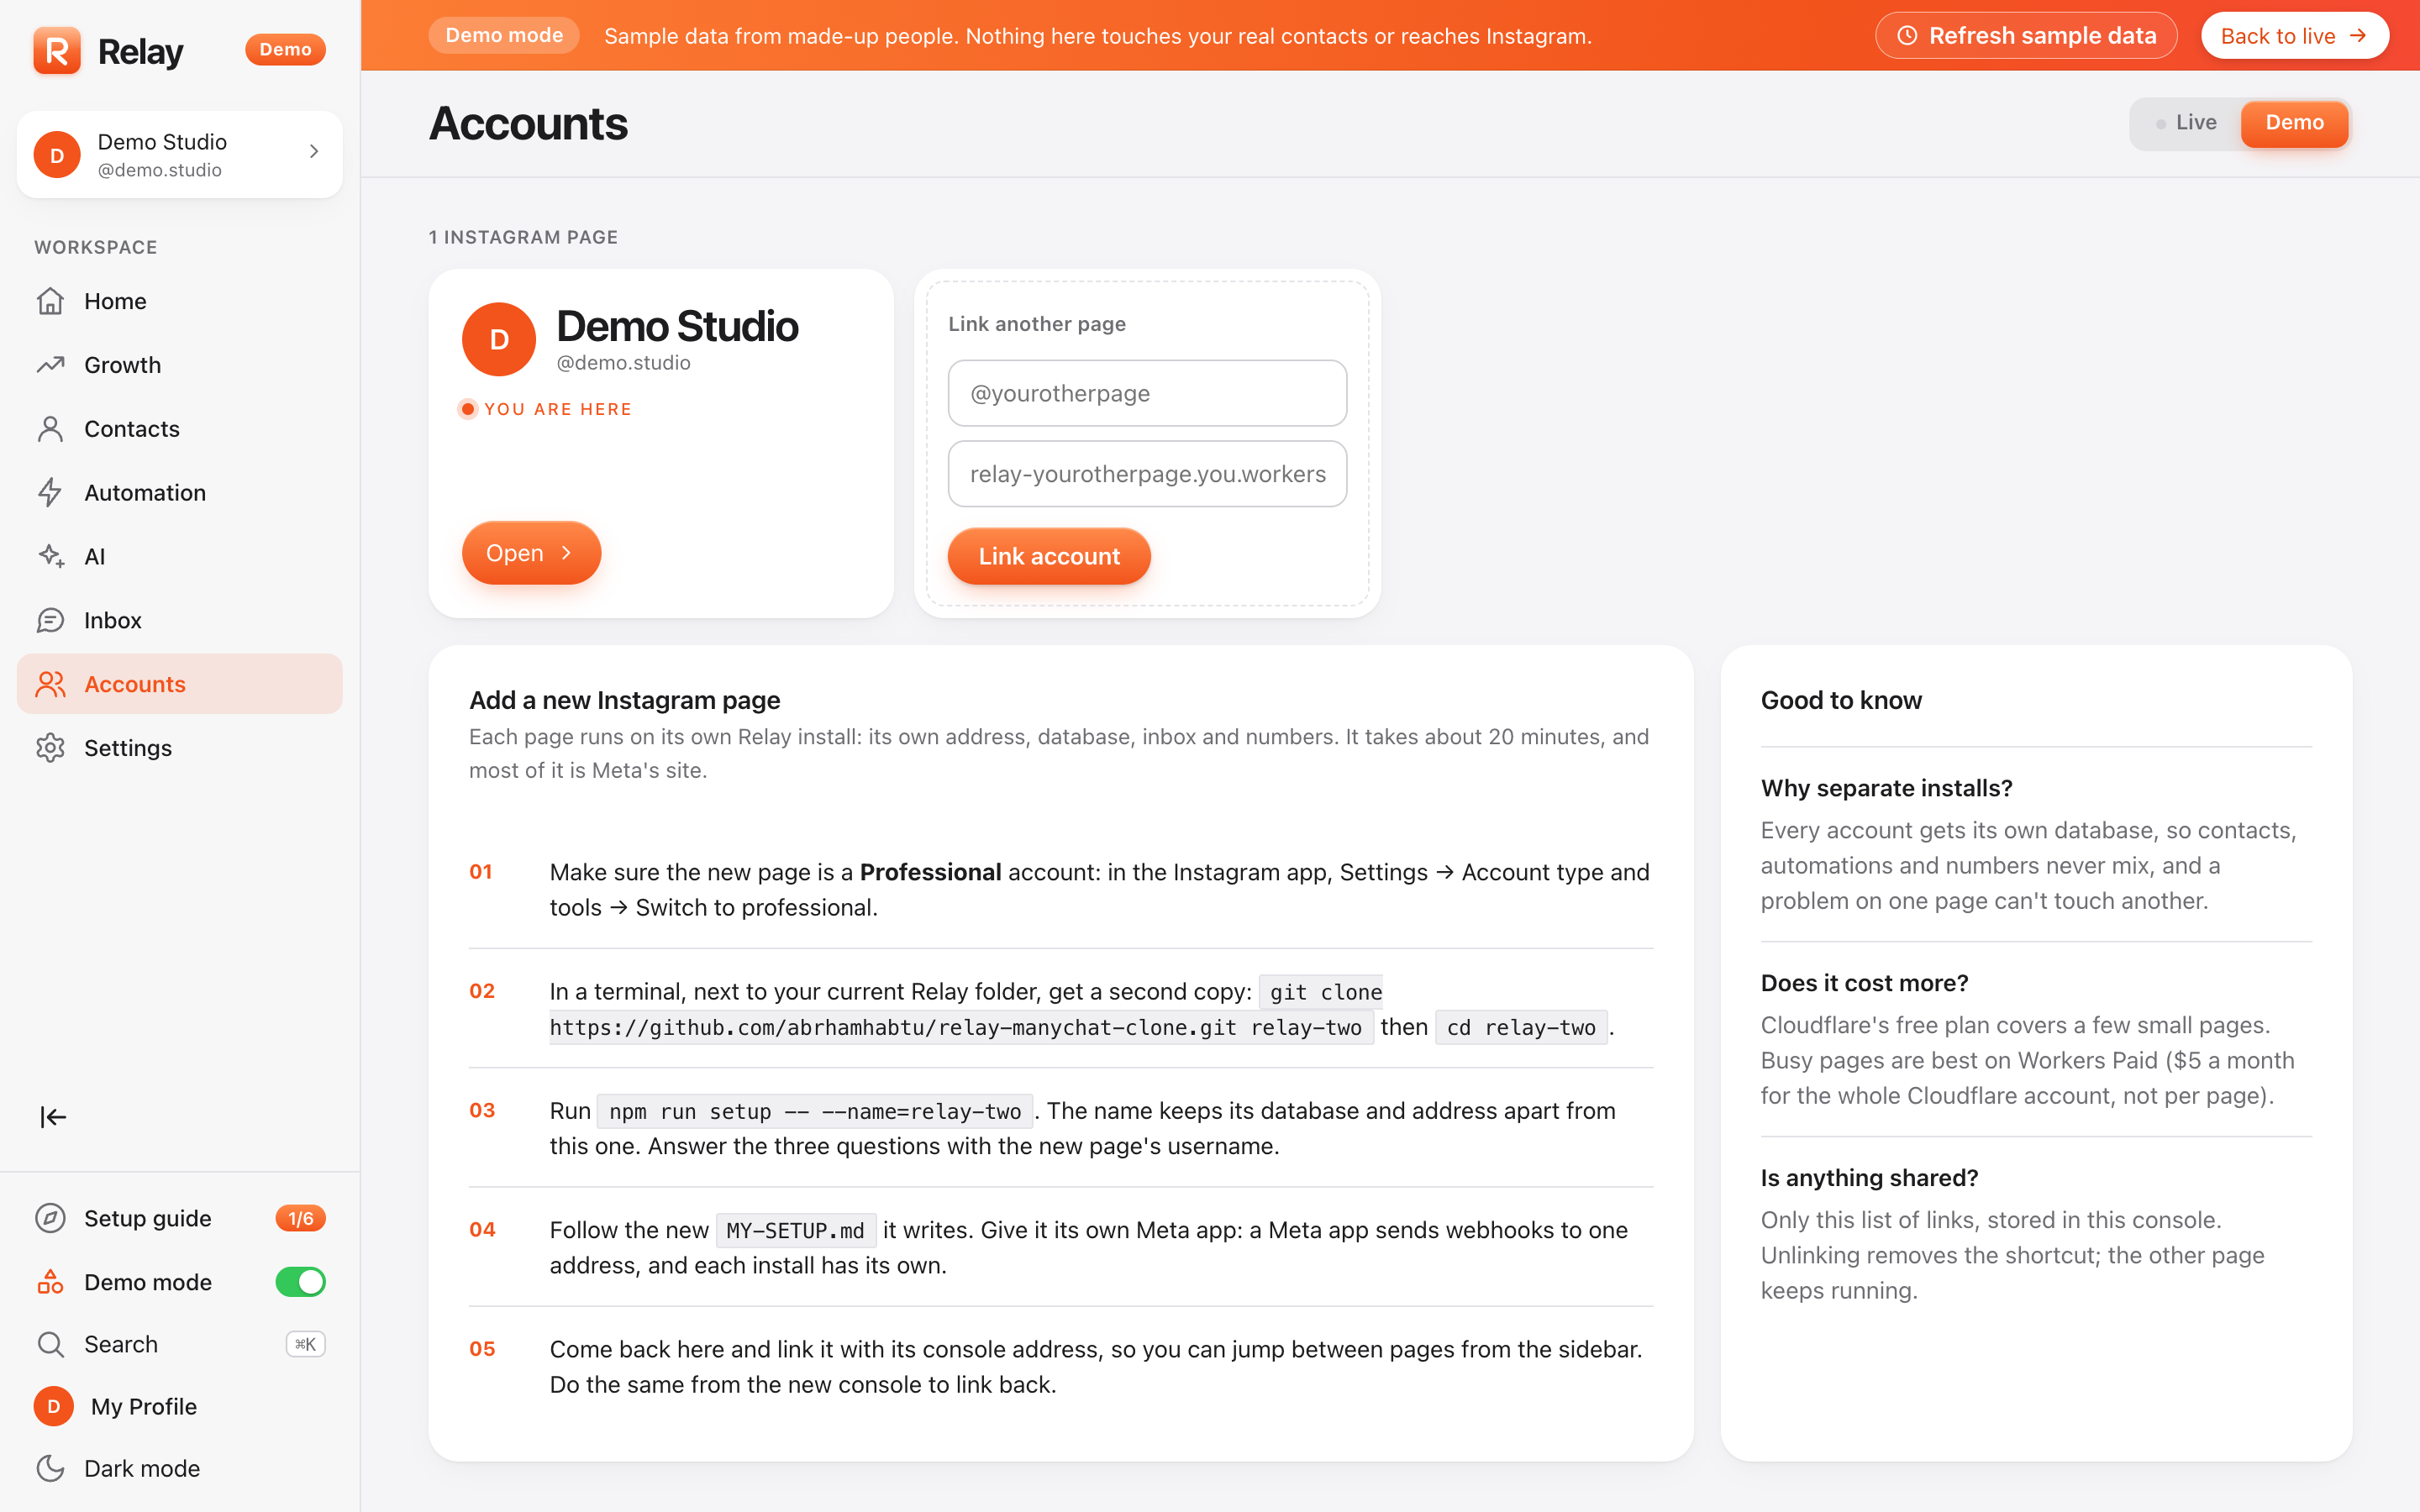 R Relay Demo
D Demo Studio
@demo.studio
WORKSPACE
Home
Growth
Contacts
Automation
AI
Inbox
Accounts
Settings
Setup guide 1/6
Demo mode
Search ⌘K
D My Profile
Dark mode
Demo mode Sample data from made-up people. Nothing here touches your real contacts or reaches Instagram. Refresh sample data Back to live →
Accounts Live Demo
1 INSTAGRAM PAGE
D Demo Studio
@demo.studio
YOU ARE HERE
Open
Link another page
@yourotherpage
relay-yourotherpage.you.workers
Link account
Add a new Instagram page
Each page runs on its own Relay install: its own address, database, inbox and numbers. It takes about 20 minutes, and
most of it is Meta's site.
01 Make sure the new page is a Professional account: in the Instagram app, Settings → Account type and
tools → Switch to professional.
02 In a terminal, next to your current Relay folder, get a second copy: git clone
https://github.com/abrhamhabtu/relay-manychat-clone.git relay-two then cd relay-two .
03 Run npm run setup -- --name=relay-two . The name keeps its database and address apart from
this one. Answer the three questions with the new page's username.
04 Follow the new MY-SETUP.md it writes. Give it its own Meta app: a Meta app sends webhooks to one
address, and each install has its own.
05 Come back here and link it with its console address, so you can jump between pages from the sidebar.
Do the same from the new console to link back.
Good to know
Why separate installs?
Every account gets its own database, so contacts,
automations and numbers never mix, and a
problem on one page can't touch another.
Does it cost more?
Cloudflare's free plan covers a few small pages.
Busy pages are best on Workers Paid ($5 a month
for the whole Cloudflare account, not per page).
Is anything shared?
Only this list of links, stored in this console.
Unlinking removes the shortcut; the other page
keeps running.